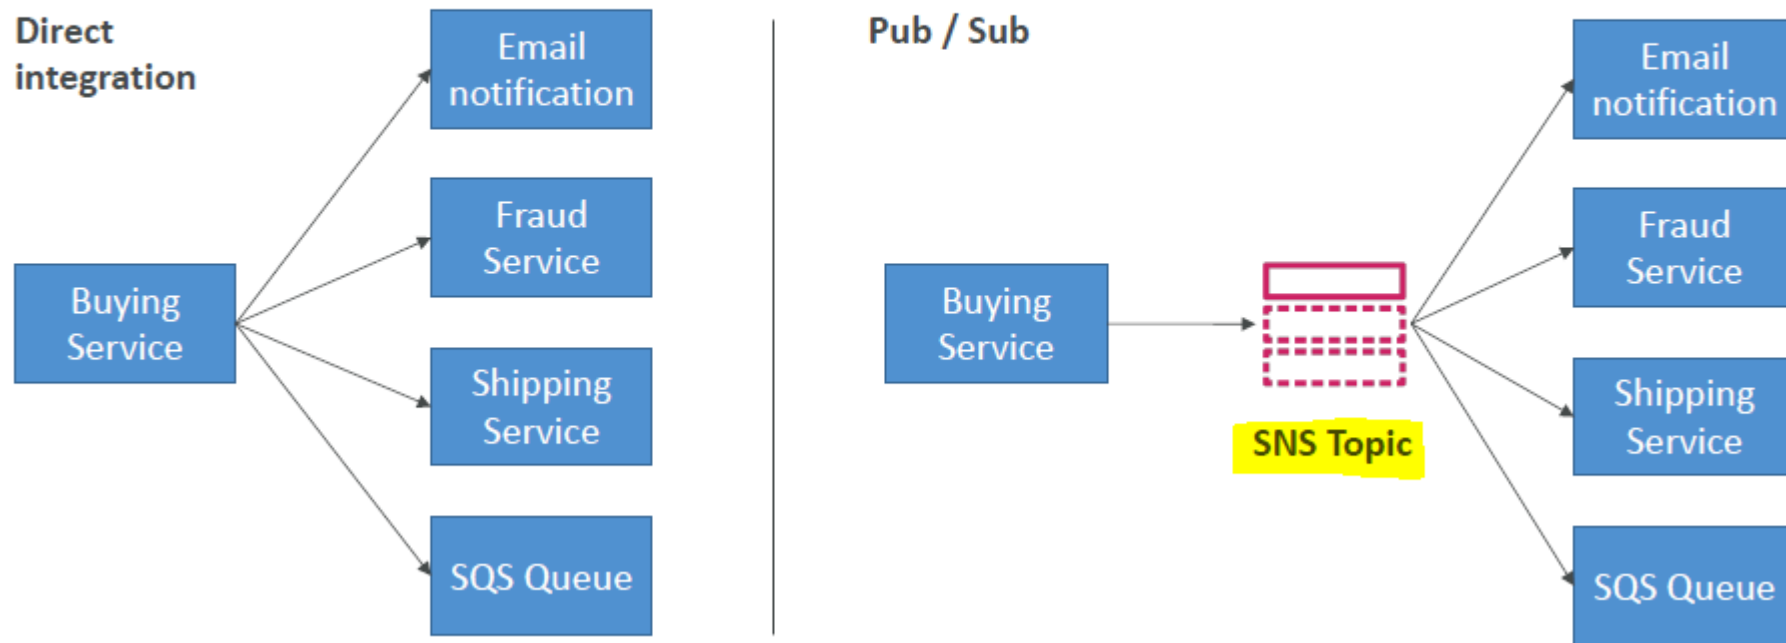 Direct
integration
Email
notification
Fraud
Service
Buying
Service
Shipping
Service
SQS Queue
Pub / Sub
Email
notification
Fraud
Service
Buying
Service
SNS Topic
Shipping
Service
SQS Queue